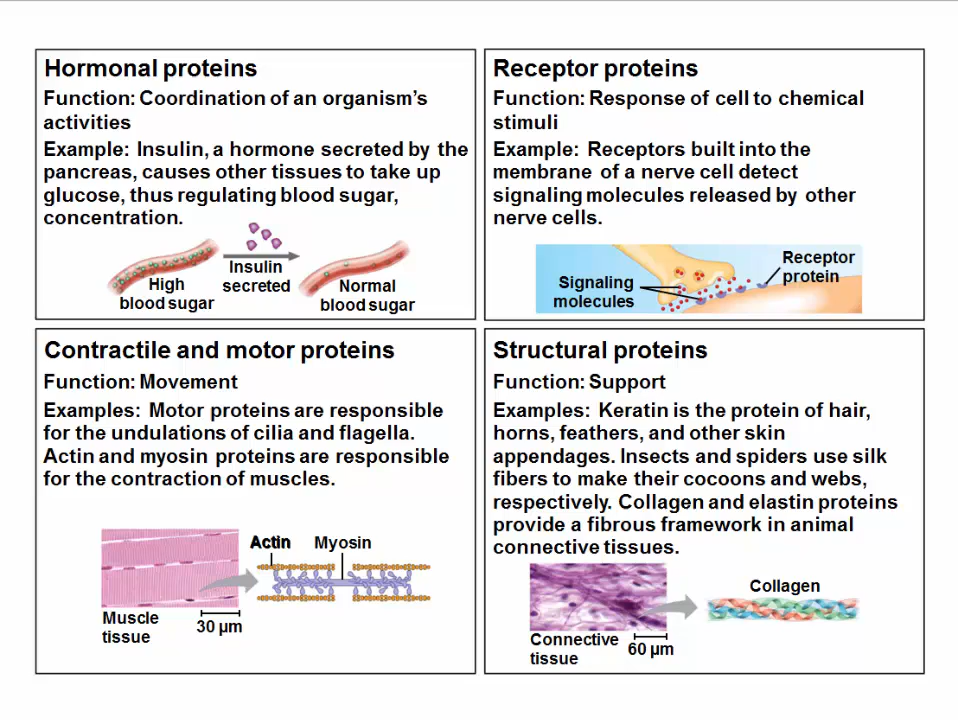 Hormonal proteins
Function: Coordination of an organism's
activities
Example: Insulin, a hormone secreted by the
pancreas, causes other tissues to take up
glucose, thus regulating blood sugar,
concentration.
High
blood sugar
Insulin
secreted
Normal
blood sugar
Receptor proteins
Function: Response of cell to chemical
stimuli
Example: Receptors built into the
membrane of a nerve cell detect
signaling molecules released by other
nerve cells.
Signaling
molecules
Receptor
protein
Contractile and motor proteins
Function: Movement
Examples: Motor proteins are responsible
for the undulations of cilia and flagella.
Actin and myosin proteins are responsible
for the contraction of muscles.
Actin
Myosin
Muscle
tissue
30 µm
Structural proteins
Function: Support
Examples: Keratin is the protein of hair,
horns, feathers, and other skin
appendages. Insects and spiders use silk
fibers to make their cocoons and webs,
respectively. Collagen and elastin proteins
provide a fibrous framework in animal
connective tissues.
Collagen
Connective
tissue
60 µm